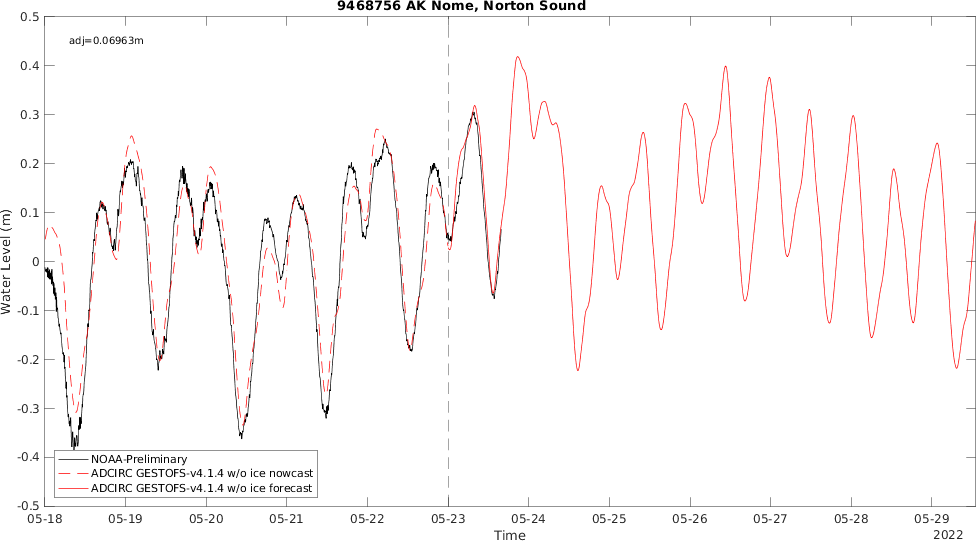 9468756 AK Nome, Norton Sound
adj=0.06963m
0.5
0.4
0.3
0.2
0.1
0
-0.1
-0.2
-0.3
-0.4
-0.5
Water Level (m)
NOAA-Preliminary
ADCIRC GESTOFS-v4.1.4 w/o ice nowcast
ADCIRC GESTOFS-v4.1.4 w/o ice forecast
05-18 05-19 05-20 05-21 05-22 05-23 05-24 05-25 05-26 05-27 05-28 05-29
Time
2022